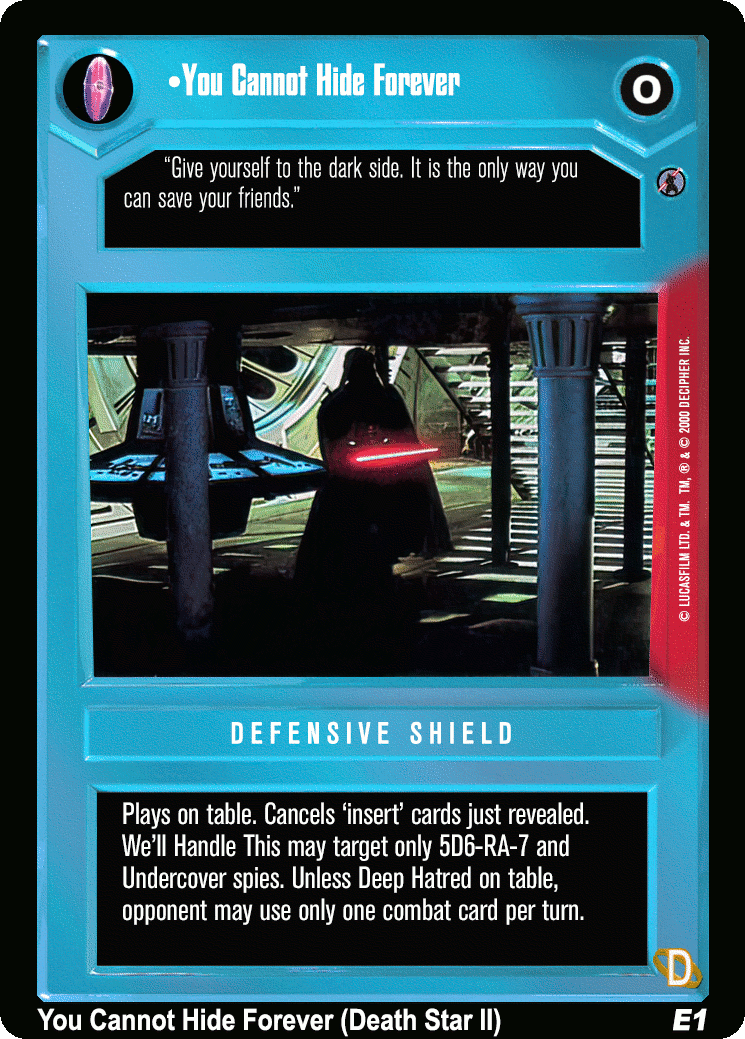 •You Cannot Hide Forever
O
“Give yourself to the dark side. It is the only way you
can save your friends.”
© LUCASFILM LTD. & TM. TM, ® & © 2000 DECIPHER INC.
DEFENSIVE SHIELD
Plays on table. Cancels ‘insert’ cards just revealed.
We’ll Handle This may target only 5D6-RA-7 and
Undercover spies. Unless Deep Hatred on table,
opponent may use only one combat card per turn.
D
You Cannot Hide Forever (Death Star II)
E1